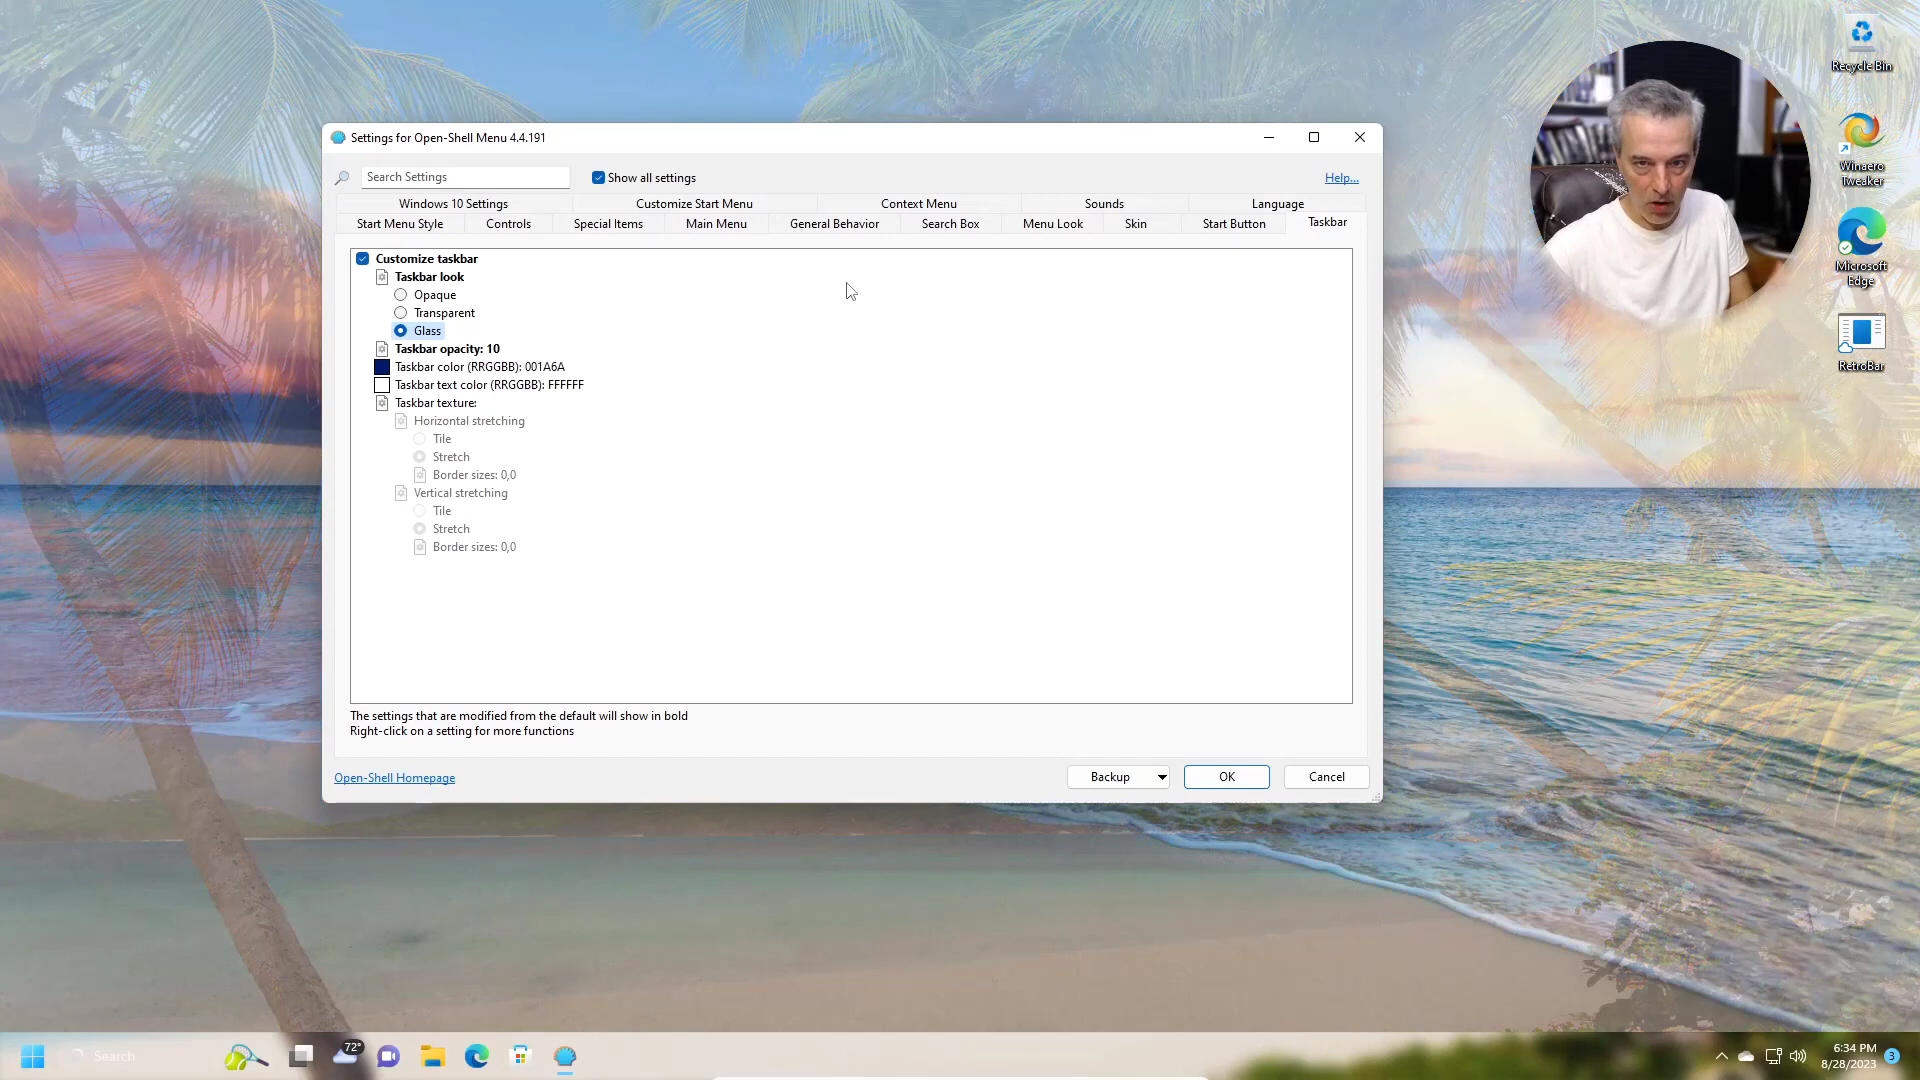 Settings for Open-Shell Menu 4.4.191
Search Settings
Show all settings
Help...
Windows 10 Settings
Customize Start Menu
Context Menu
Sounds
Language
Start Menu Style
Controls
Special Items
Main Menu
General Behavior
Search Box
Menu Look
Skin
Start Button
Taskbar
Customize taskbar
Taskbar look
Opaque
Transparent
Glass
Taskbar opacity: 10
Taskbar color (RRGGBB): 001A6A
Taskbar text color (RRGGBB): FFFFFF
Taskbar texture:
Horizontal stretching
Tile
Stretch
Border sizes: 0,0
Vertical stretching
Tile
Stretch
Border sizes: 0,0
The settings that are modified from the default will show in bold
Right-click on a setting for more functions
Open-Shell Homepage
Backup
OK
Cancel
Recycle Bin
Winaero
Tweaker
Microsoft
Edge
RetroBar
Search
72°
6:34 PM
8/28/2023
3